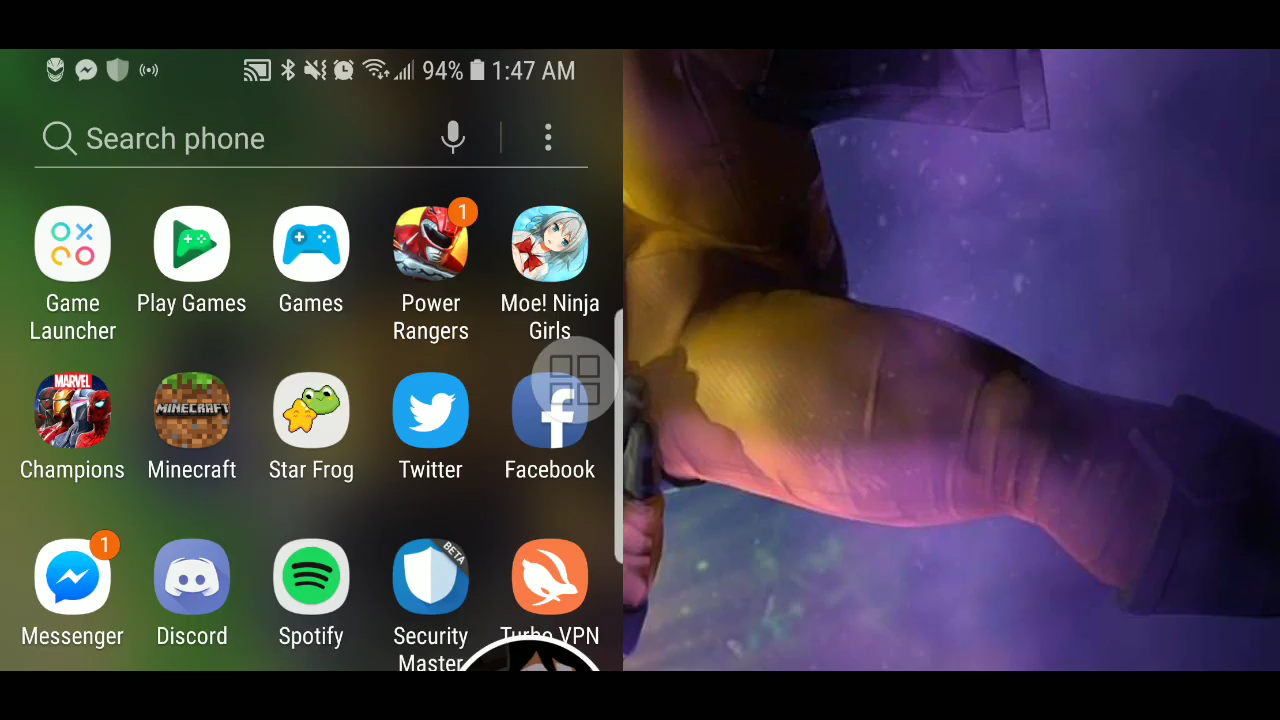 94% 1:47 AM
Search phone
1
Game Launcher
Play Games
Games
Power Rangers
Moe! Ninja Girls
MARVEL
MINECRAFT
Champions
Minecraft
Star Frog
Twitter
Facebook
1
BETA
Messenger
Discord
Spotify
Security Master
Turbo VPN